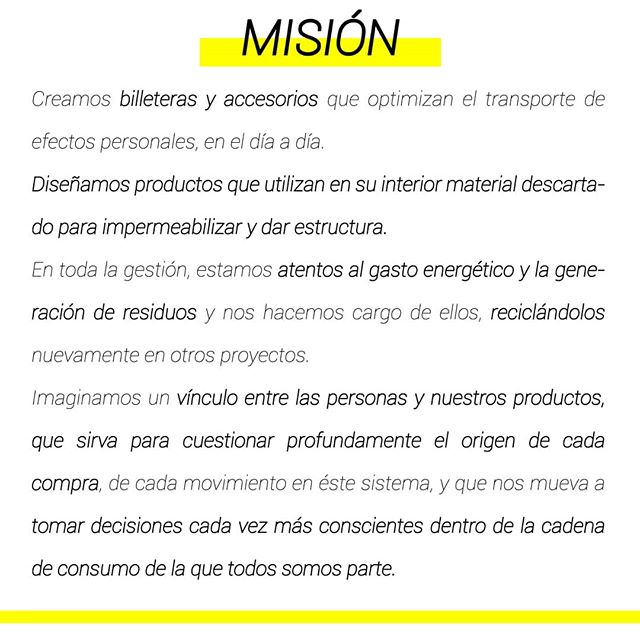 MISIÓN
Creamos billeteras y accesorios que optimizan el transporte de
efectos personales, en el día a día.
Diseñamos productos que utilizan en su interior material descarta-
do para impermeabilizar y dar estructura.
En toda la gestión, estamos atentos al gasto energético y la gene-
ración de residuos y nos hacemos cargo de ellos, reciclándolos
nuevamente en otros proyectos.
Imaginamos un vínculo entre las personas y nuestros productos,
que sirva para cuestionar profundamente el origen de cada
compra, de cada movimiento en éste sistema, y que nos mueva a
tomar decisiones cada vez más conscientes dentro de la cadena
de consumo de la que todos somos parte.